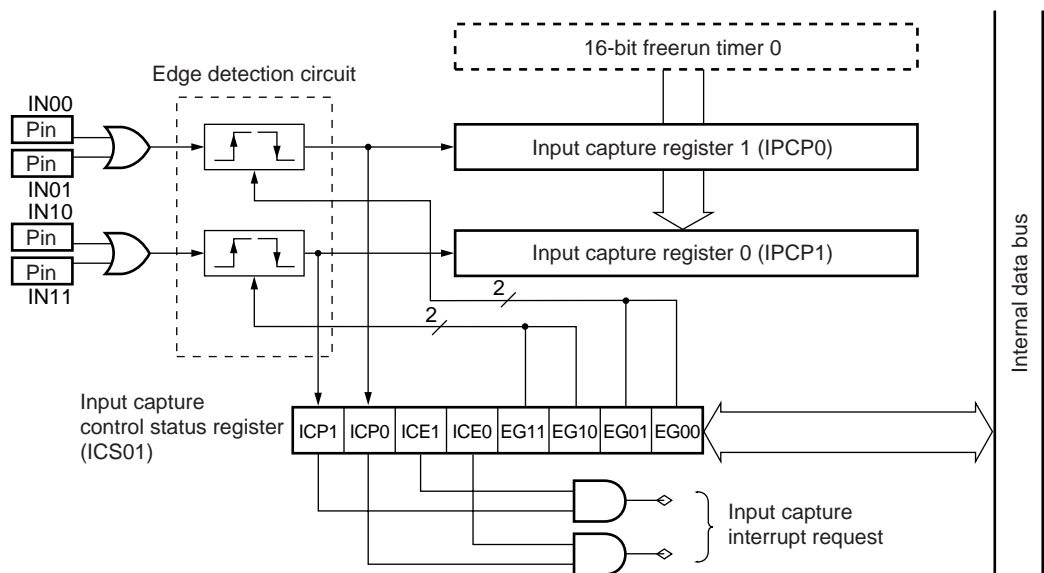 16-bit freerun timer 0
Edge detection circuit
IN00
Pin
Pin
IN01
Input capture register 1 (IPCP0)
IN10
Pin
Pin
IN11
Input capture register 0 (IPCP1)
2
2
Internal data bus
Input capture
control status register
(ICS01)
ICP1 ICP0 ICE1 ICE0 EG11 EG10 EG01 EG00
Input capture
interrupt request